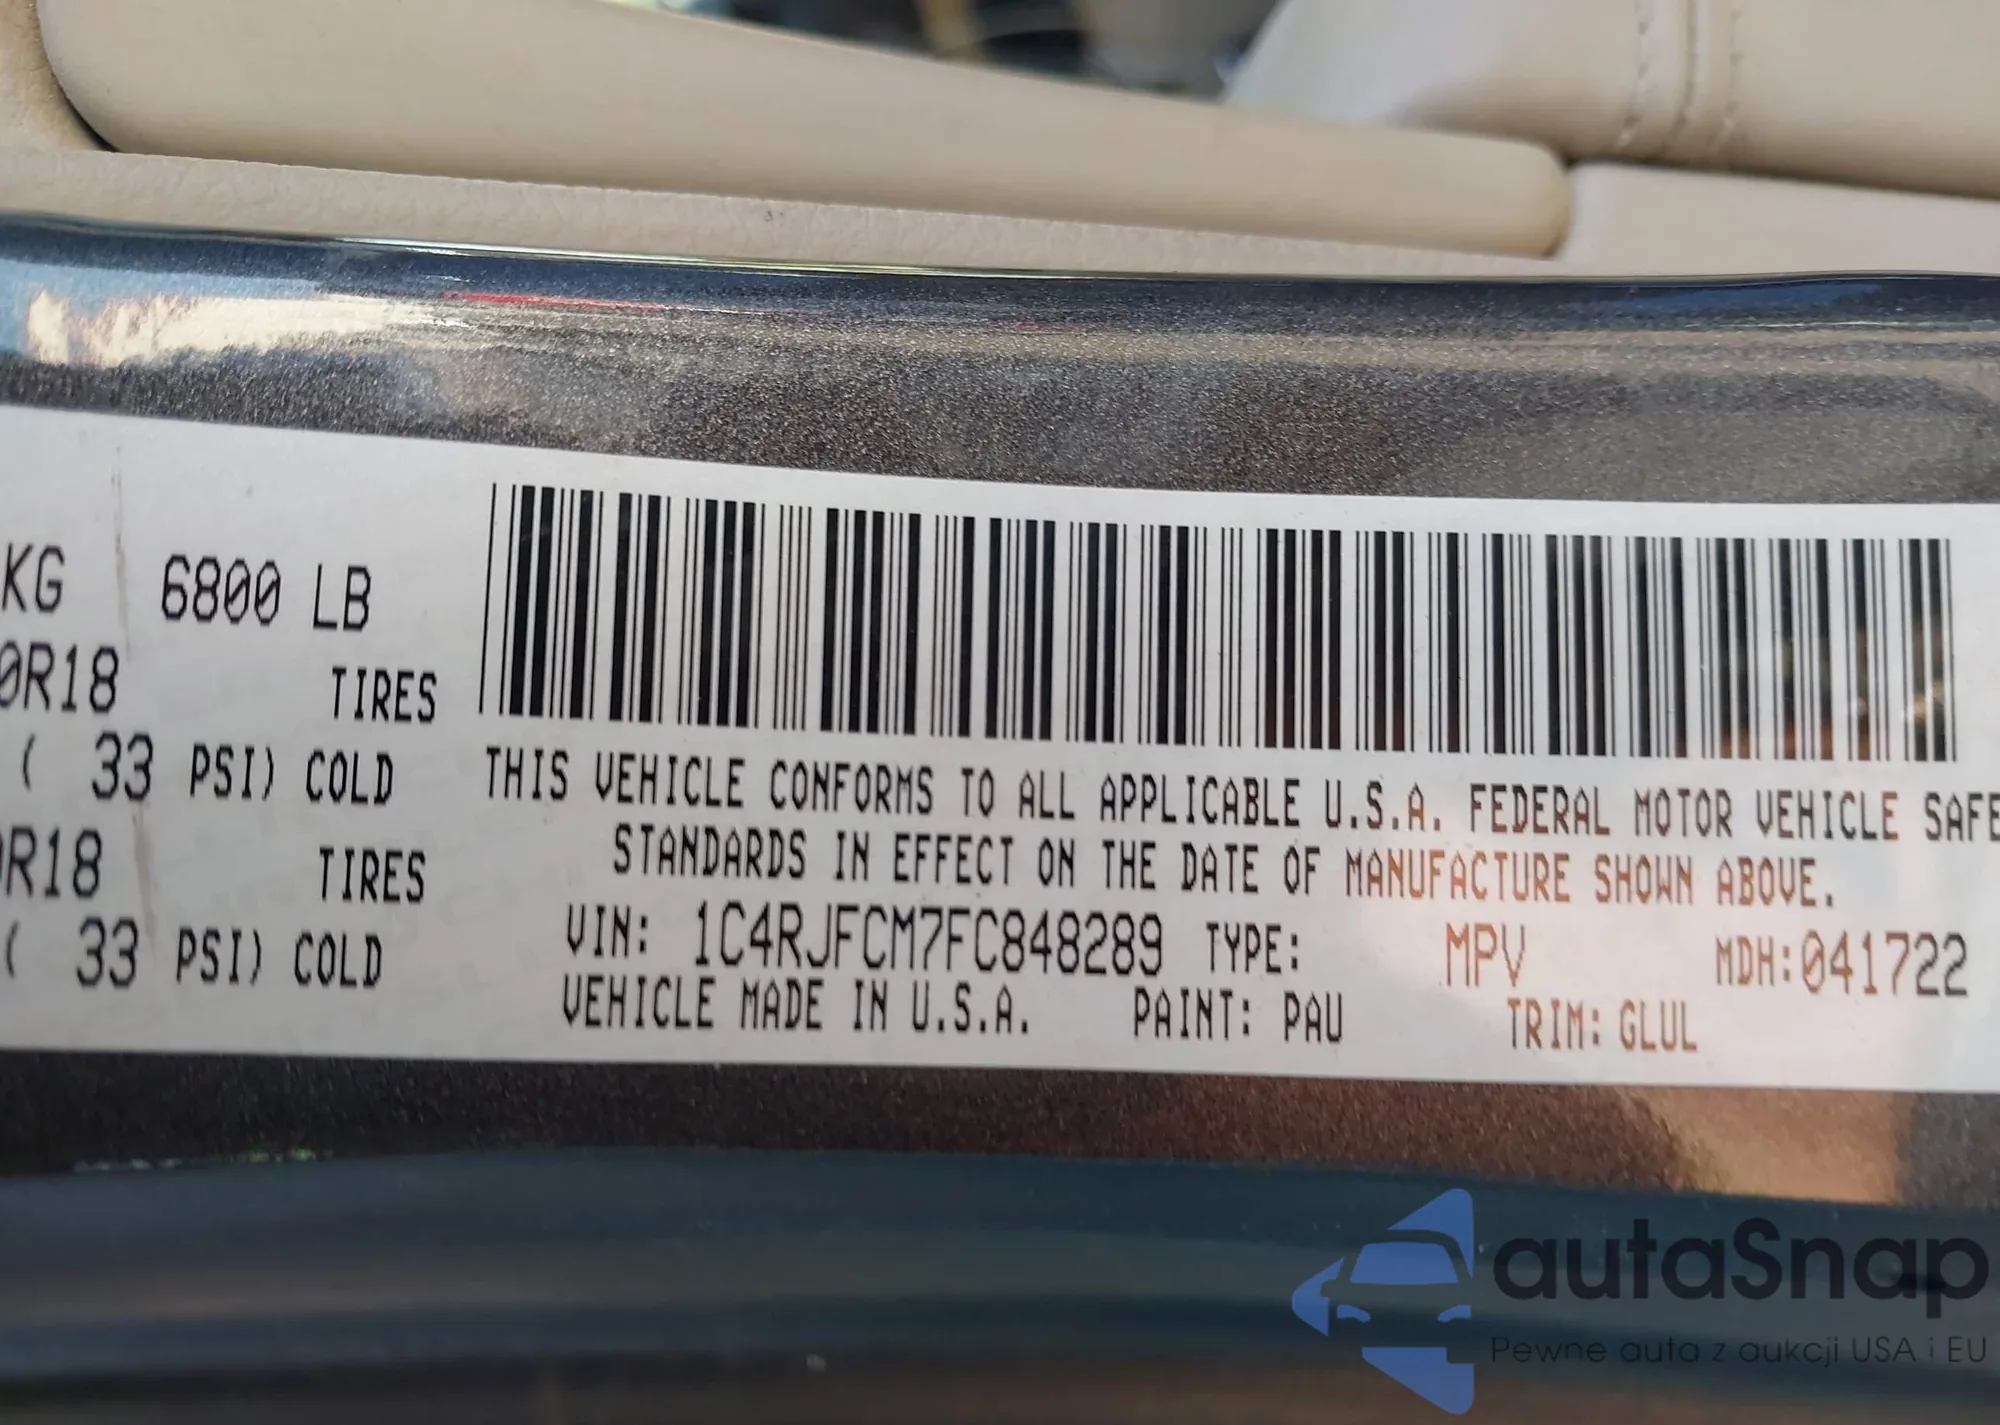 KG 6800 LB
0R18 TIRES
( 33 PSI) COLD
R18 TIRES
( 33 PSI) COLD
THIS VEHICLE CONFORMS TO ALL APPLICABLE U.S.A. FEDERAL MOTOR VEHICLE SAFE
STANDARDS IN EFFECT ON THE DATE OF MANUFACTURE SHOWN ABOVE.
VIN: 1C4RJFCM7FC848289 TYPE: MPV MDH:041722
VEHICLE MADE IN U.S.A. PAINT: PAU TRIM: GLUL
autaSnap
Pewne auta z aukcji USA i EU